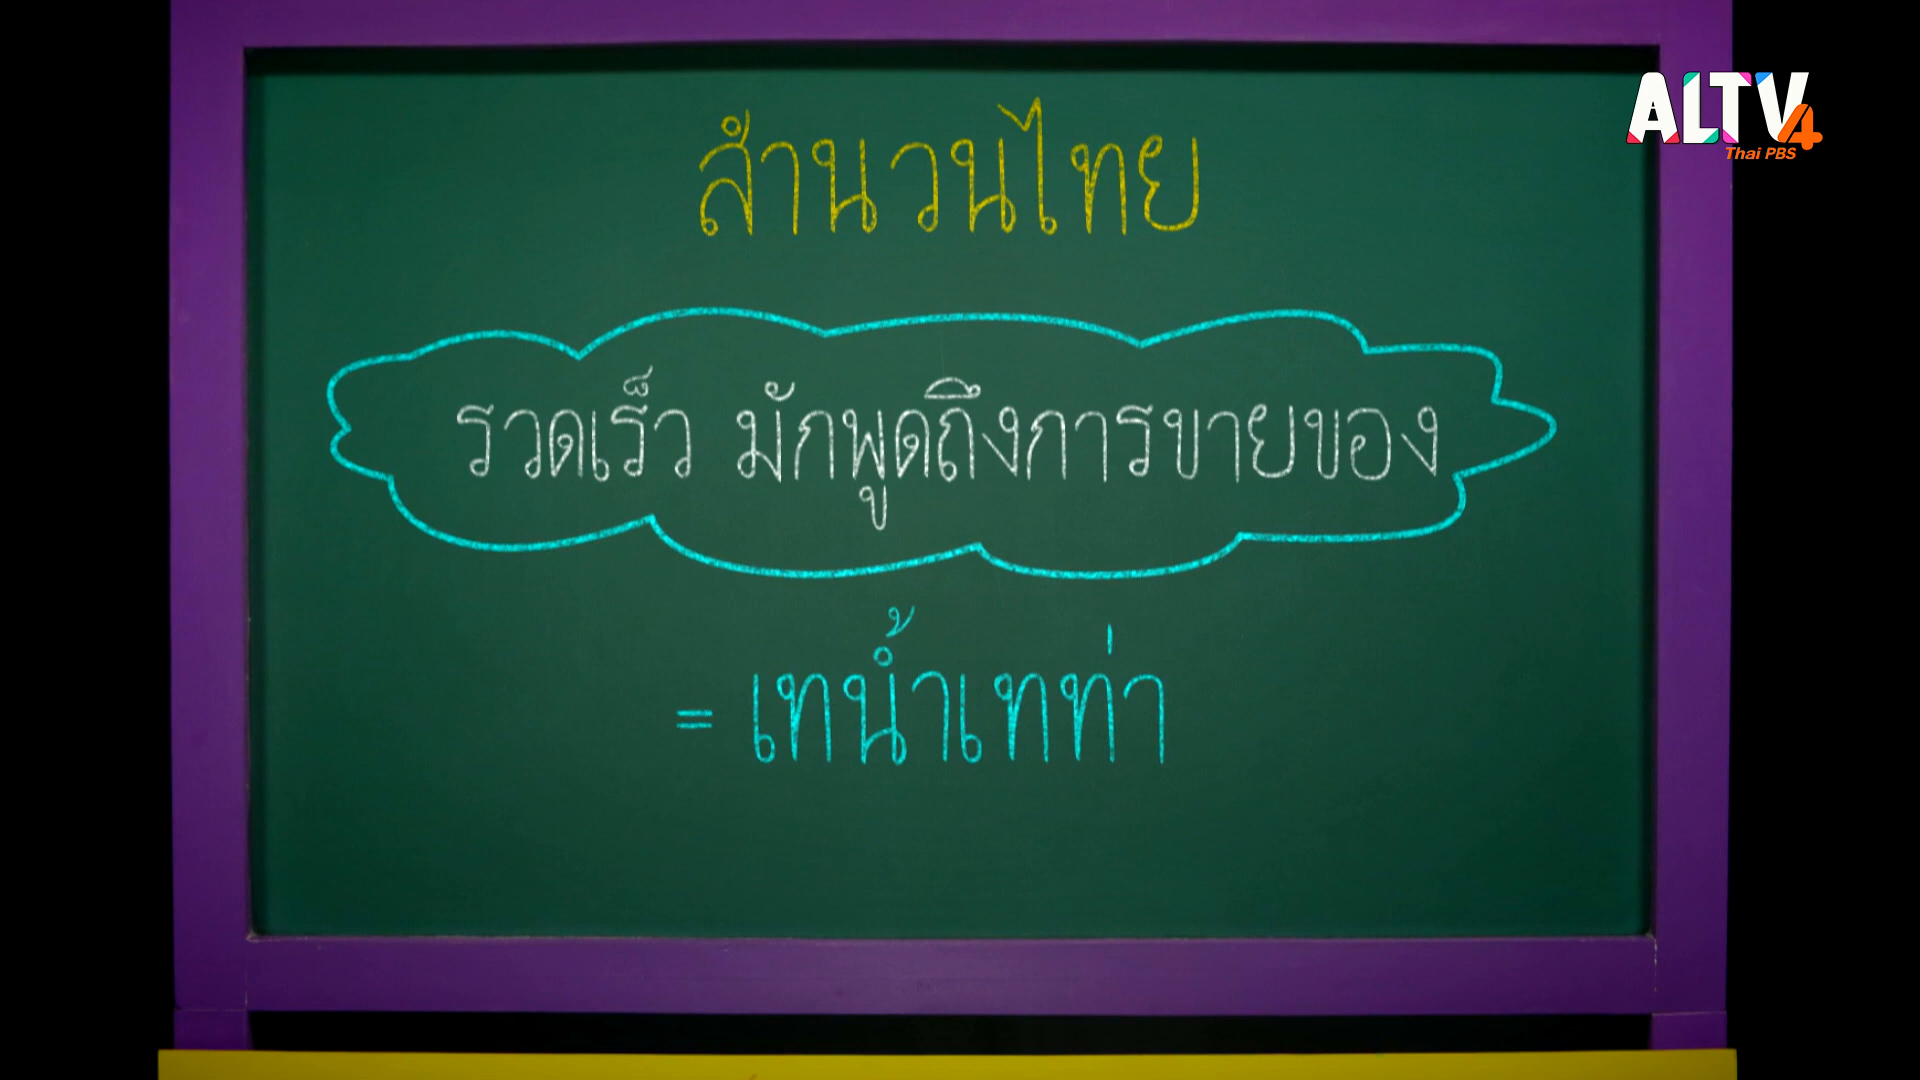 ALTV4
Thai PBS
สำนวนไทย
รวดเร็ว มักพูดถึงการขายของ
= เทน้ำเทท่า